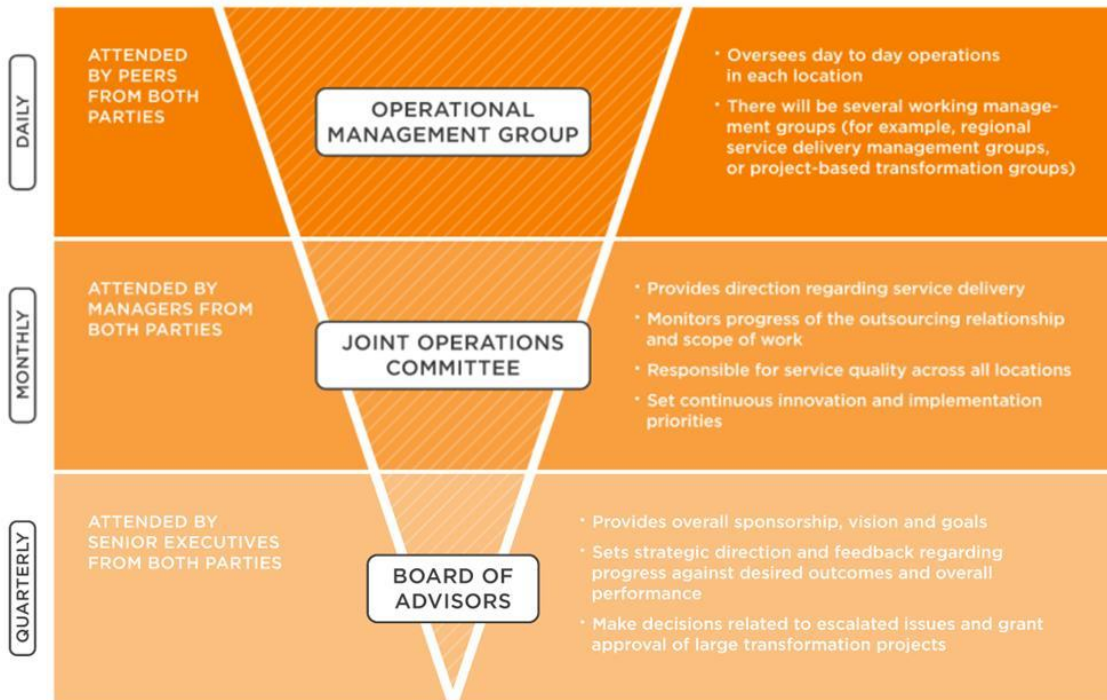 DAILY
ATTENDED
BY PEERS
FROM BOTH
PARTIES
OPERATIONAL
MANAGEMENT GROUP
• Oversees day to day operations
in each location
• There will be several working manage-
ment groups (for example, regional
service delivery management groups,
or project-based transformation groups)
MONTHLY
ATTENDED BY
MANAGERS FROM
BOTH PARTIES
JOINT OPERATIONS
COMMITTEE
• Provides direction regarding service delivery
• Monitors progress of the outsourcing relationship
and scope of work
• Responsible for service quality across all locations
• Set continuous innovation and implementation
priorities
QUARTERLY
ATTENDED BY
SENIOR EXECUTIVES
FROM BOTH PARTIES
BOARD OF
ADVISORS
• Provides overall sponsorship, vision and goals
• Sets strategic direction and feedback regarding
progress against desired outcomes and overall
performance
• Make decisions related to escalated issues and grant
approval of large transformation projects